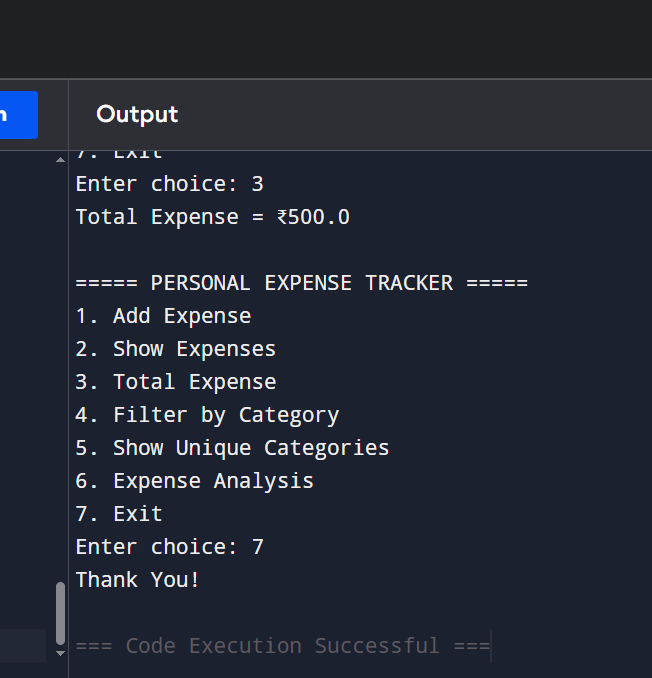 Output
7. Exit
Enter choice: 3
Total Expense = ₹500.0
===== PERSONAL EXPENSE TRACKER =====
1. Add Expense
2. Show Expenses
3. Total Expense
4. Filter by Category
5. Show Unique Categories
6. Expense Analysis
7. Exit
Enter choice: 7
Thank You!
=== Code Execution Successful ===